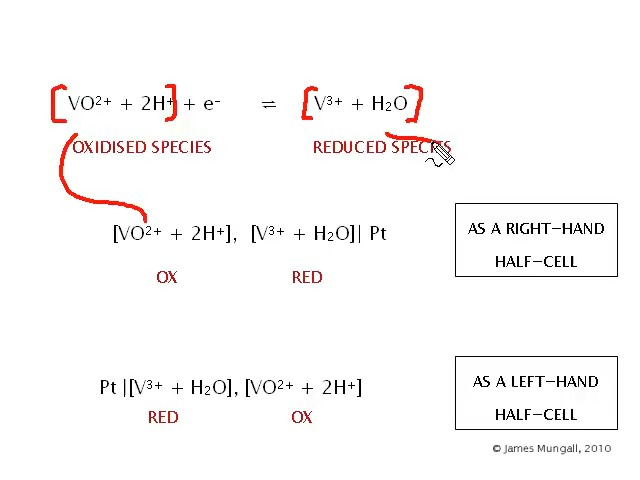 VO²⁺ + 2H⁺ + e⁻ ⇌ V³⁺ + H₂O
OXIDISED SPECIES REDUCED SPECIES
[VO²⁺ + 2H⁺], [V³⁺ + H₂O]| Pt
OX RED
AS A RIGHT-HAND
HALF-CELL
Pt |[V³⁺ + H₂O], [VO²⁺ + 2H⁺]
RED OX
AS A LEFT-HAND
HALF-CELL
© James Mungall, 2010